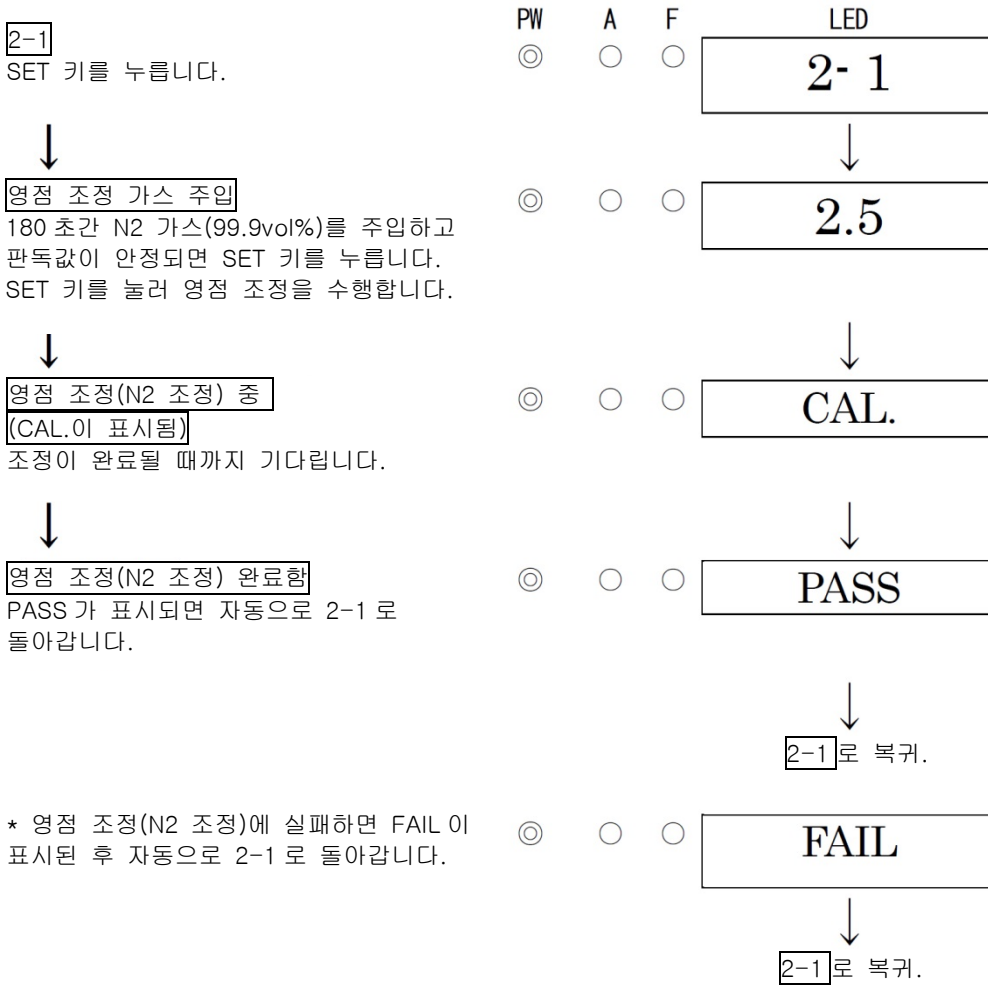 PW A F LED
2-1
SET 키를 누릅니다.
2- 1
영점 조정 가스 주입
180 초간 N2 가스(99.9vol%)를 주입하고
판독값이 안정되면 SET 키를 누릅니다.
SET 키를 눌러 영점 조정을 수행합니다.
2.5
영점 조정(N2 조정) 중
(CAL.이 표시됨)
조정이 완료될 때까지 기다립니다.
CAL.
영점 조정(N2 조정) 완료함
PASS 가 표시되면 자동으로 2-1 로
돌아갑니다.
PASS
2-1로 복귀.
* 영점 조정(N2 조정)에 실패하면 FAIL 이
표시된 후 자동으로 2-1 로 돌아갑니다.
FAIL
2-1로 복귀.